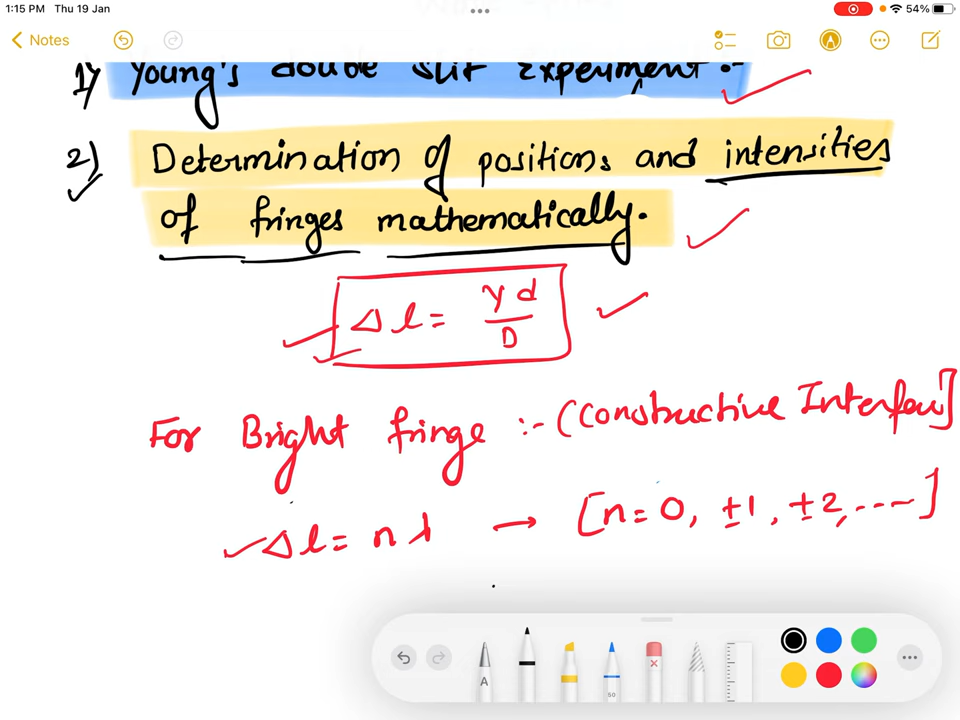 1:15 PM Thu 19 Jan
54%
Notes
1) Young's double slit Experiment :-
2) Determination of positions and intensities
of fringes mathematically.
Δl = yd/D
For Bright fringe :- (Constructive
Δl = nλ → [n = 0, ±1, ±2, ----]
A
50